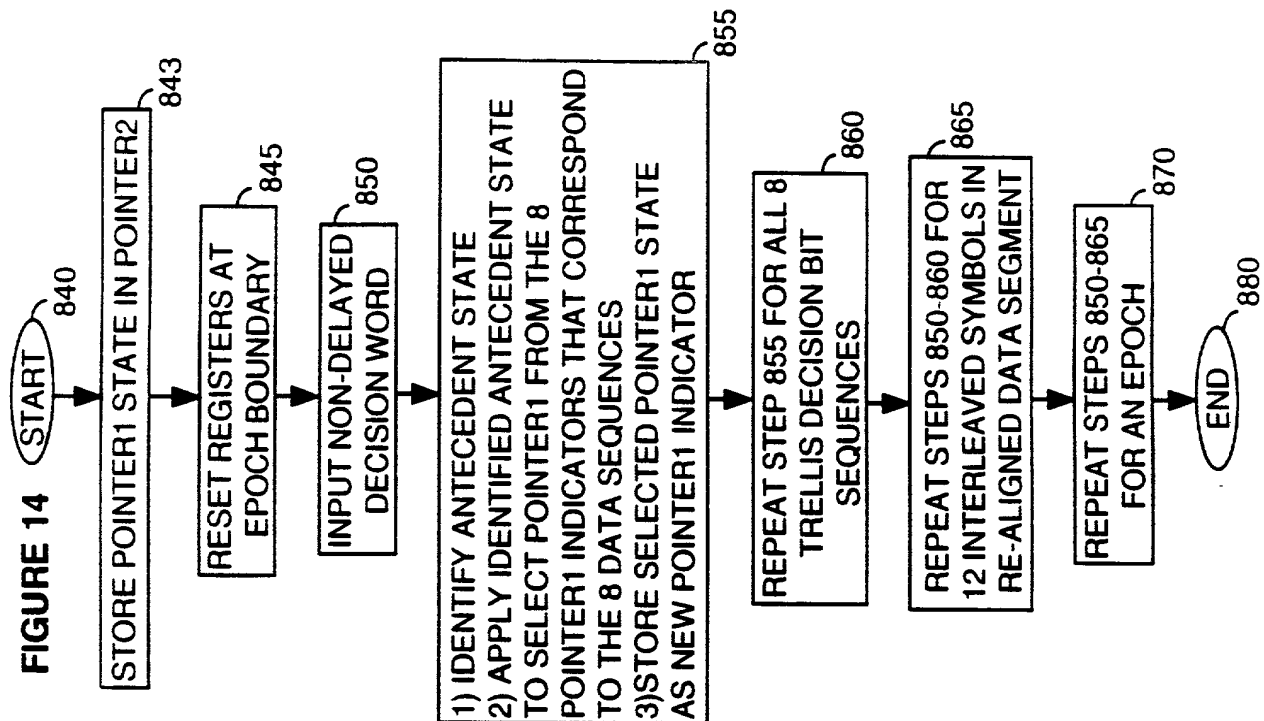 FIGURE 14
START
840
STORE POINTER1 STATE IN POINTER2
843
RESET REGISTERS AT
EPOCH BOUNDARY
845
INPUT NON-DELAYED
DECISION WORD
850
1) IDENTIFY ANTECEDENT STATE
2) APPLY IDENTIFIED ANTECEDENT STATE
TO SELECT POINTER1 FROM THE 8
POINTER1 INDICATORS THAT CORRESPOND
TO THE 8 DATA SEQUENCES
3)STORE SELECTED POINTER1 STATE
AS NEW POINTER1 INDICATOR
855
REPEAT STEP 855 FOR ALL 8
TRELLIS DECISION BIT
SEQUENCES
860
REPEAT STEPS 850-860 FOR
12 INTERLEAVED SYMBOLS IN
RE-ALIGNED DATA SEGMENT
865
REPEAT STEPS 850-865
FOR AN EPOCH
870
END
880